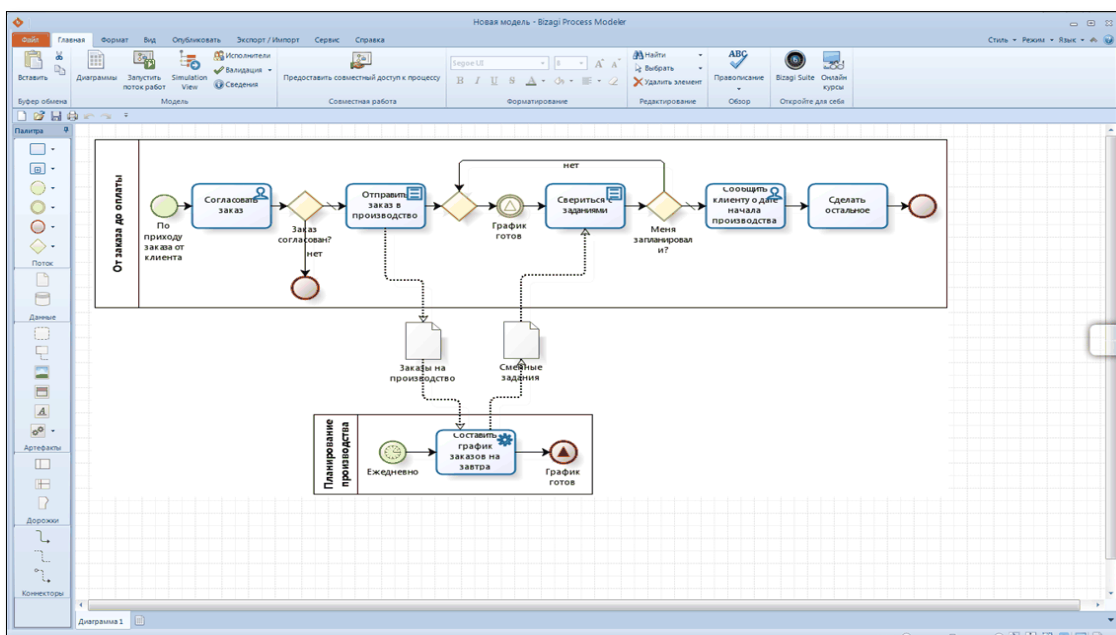 Новая модель - Bizagi Process Modeler
Файл Главная Формат Вид Опубликовать Экспорт / Импорт Сервис Справка
Стиль Режим Язык
Вставить
Буфер обмена
Диаграммы
Запустить
поток работ
Simulation
View
Исполнители
Валидация
Сведения
Модель
Предоставить совместный доступ к процессу
Совместная работа
Segoe UI 8
B I U S A
Форматирование
Найти
Выбрать
Удалить элемент
Редактирование
ABC
Правописание
Обзор
Bizagi Suite
Онлайн
курсы
Откройте для себя
Палитра
Поток
Данные
Артефакты
Дорожки
Коннекторы
От заказа до оплаты
По
приходу
заказа от
клиента
Согласовать
заказ
Заказ
согласован?
нет
Отправить
заказ в
производство
нет
График
готов
Свериться
заданиями
Меня
запланировал
и?
Сообщить
клиенту о дате
начала
производства
Сделать
остальное
Заказы на
производство
Сменные
задания
Планирование
производства
Ежедневно
Составить
график
заказов на
завтра
График
готов
Диаграмма 1